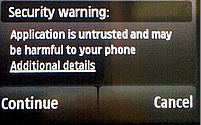 Security warning:
Application is untrusted and may
be harmful to your phone
Additional details
Continue
Cancel